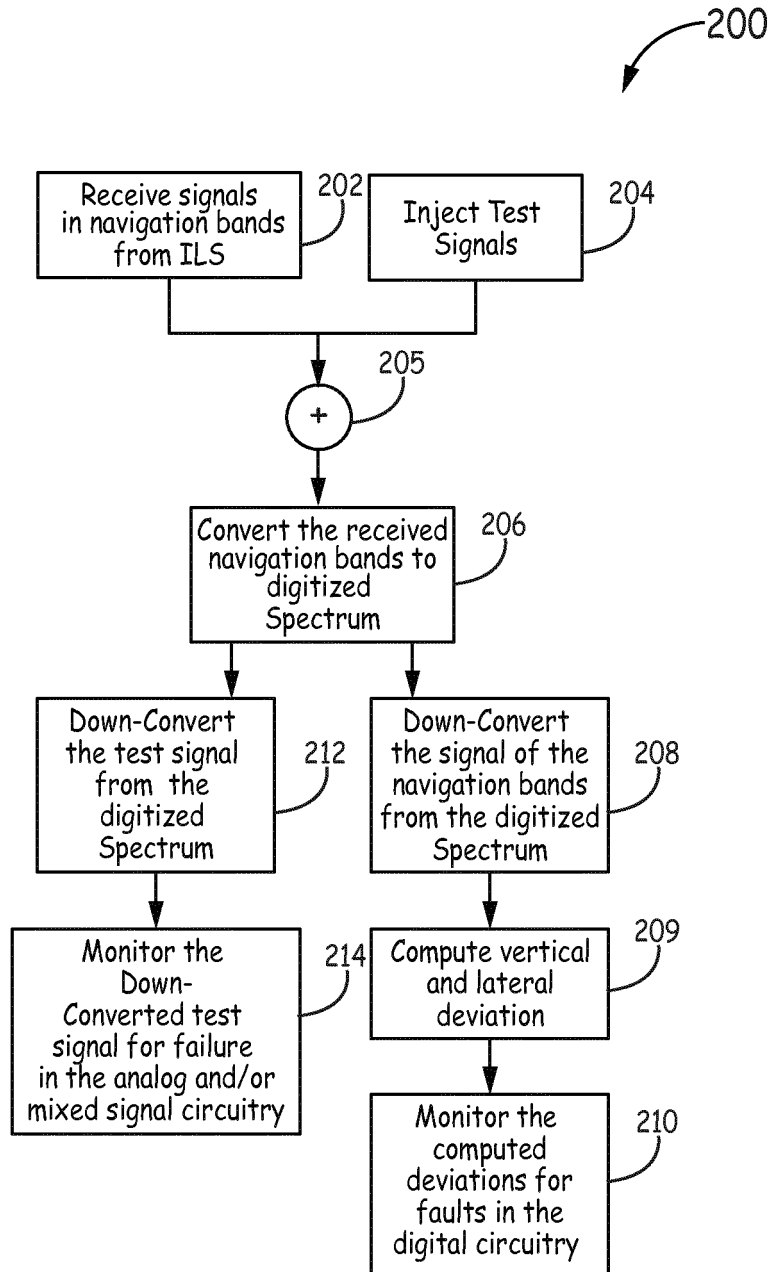 200
Receive signals
in navigation bands
from ILS
202
Inject Test
Signals
204
205
+
Convert the received
navigation bands to
digitized
Spectrum
206
Down-Convert
the test signal
from the
digitized
Spectrum
212
Down-Convert
the signal of the
navigation bands
from the digitized
Spectrum
208
Monitor the
Down-
Converted test
signal for failure
in the analog and/or
mixed signal circuitry
214
Compute vertical
and lateral
deviation
209
Monitor the
computed
deviations for
faults in the
digital circuitry
210